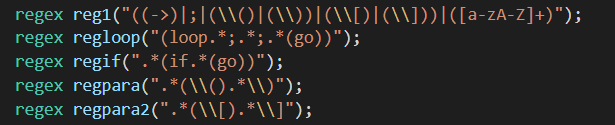 regex reg1("((->)|;|(\\()|(\\))|(\\[)|(\\]))|([a-zA-Z]+)");
regex regloop("(loop.*;.*;.*(go))");
regex regif(".*(if.*(go))");
regex regpara(".*(\\().*\\)");
regex regpara2(".*(\\[).*\\]");